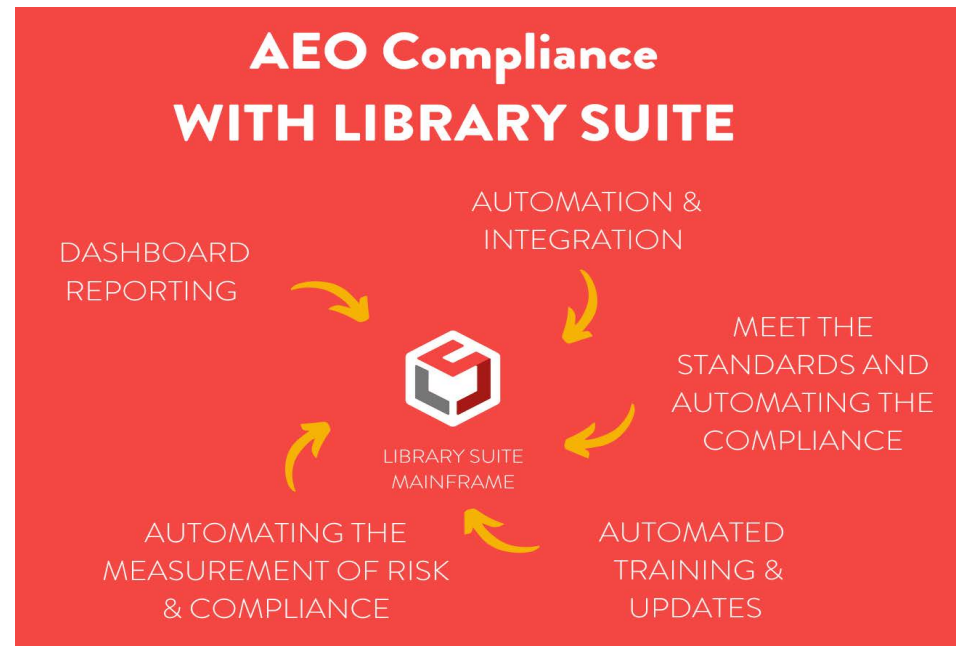 AEO Compliance
WITH LIBRARY SUITE
AUTOMATION &
INTEGRATION
DASHBOARD
REPORTING
MEET THE
STANDARDS AND
AUTOMATING THE
COMPLIANCE
LIBRARY SUITE
MAINFRAME
AUTOMATING THE
MEASUREMENT OF RISK
& COMPLIANCE
AUTOMATED
TRAINING &
UPDATES